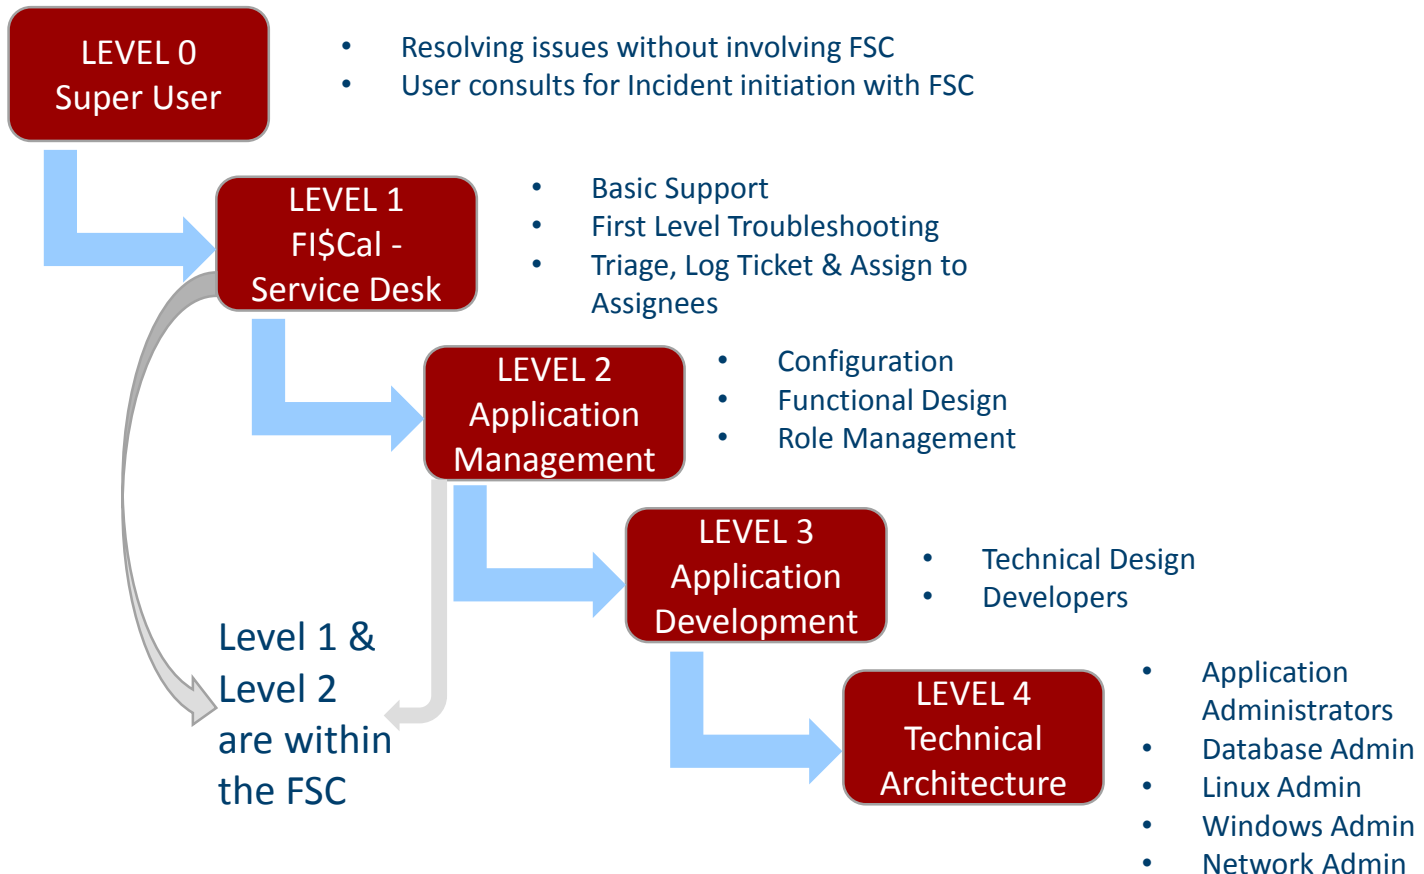 LEVEL 0
Super User
• Resolving issues without involving FSC
• User consults for Incident initiation with FSC
LEVEL 1
FI$Cal -
Service Desk
• Basic Support
• First Level Troubleshooting
• Triage, Log Ticket & Assign to
Assignees
LEVEL 2
Application
Management
• Configuration
• Functional Design
• Role Management
LEVEL 3
Application
Development
• Technical Design
• Developers
Level 1 &
Level 2
are within
the FSC
LEVEL 4
Technical
Architecture
• Application
Administrators
• Database Admin
• Linux Admin
• Windows Admin
• Network Admin